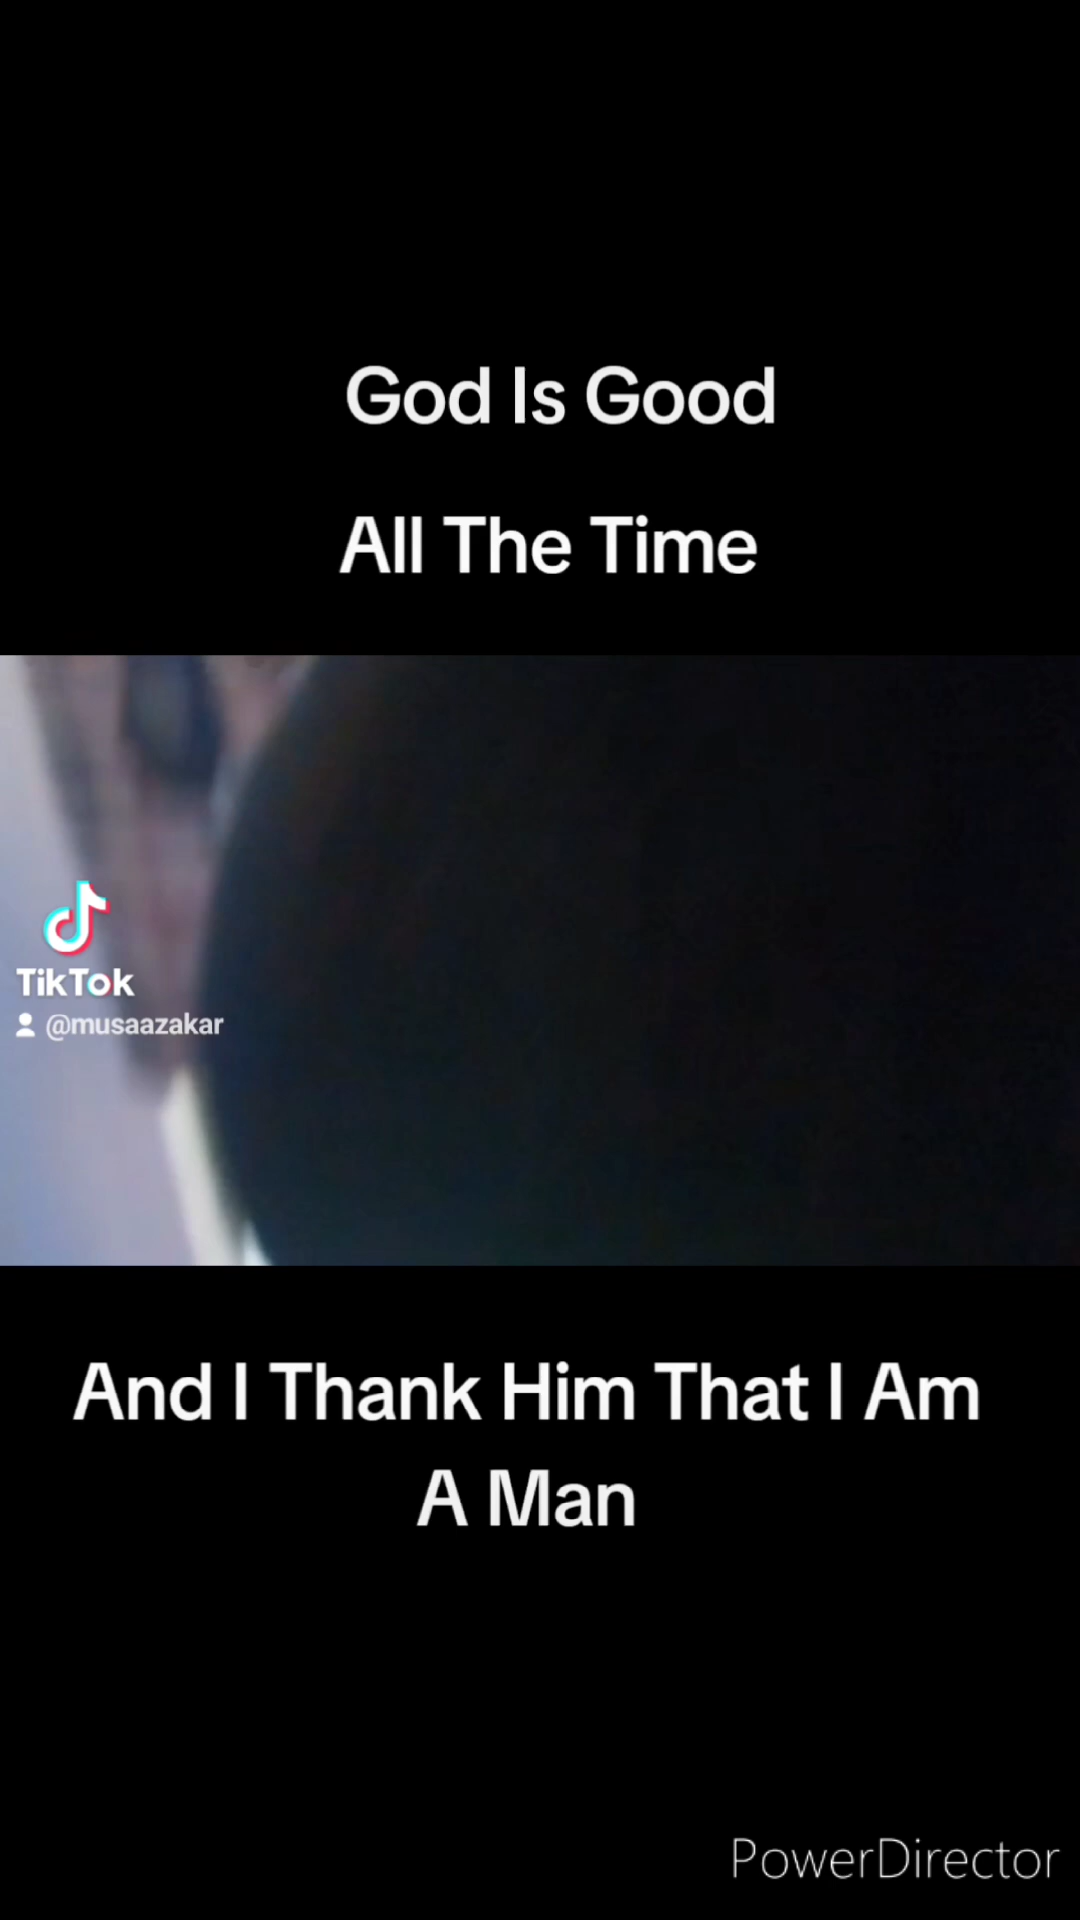 God Is Good
All The Time
TikTok
@musaazakar
And I Thank Him That I Am
A Man
PowerDirector